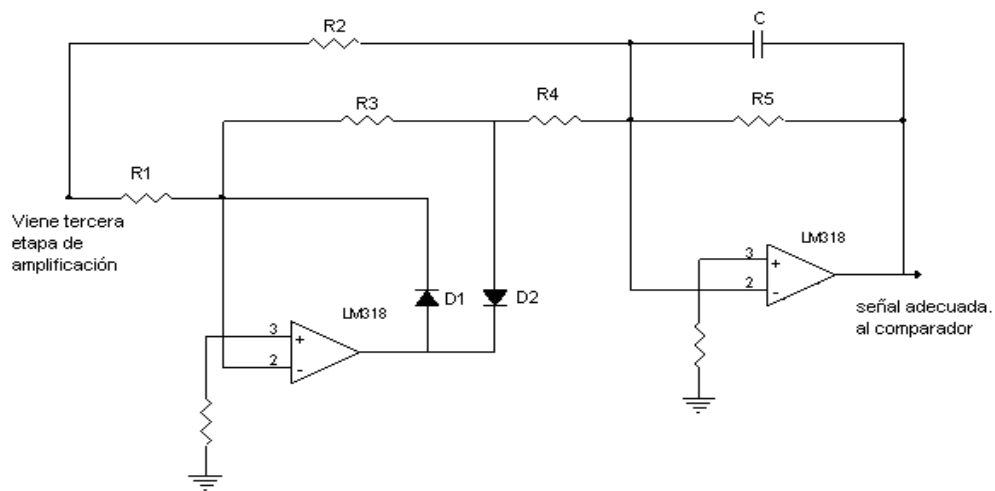 C
R2
R4
R5
R3
R1
Viene tercera
etapa de
amplificación
LM318
3
+
2
-
D1
D2
LM318
3
+
2
-
señal adecuada.
al comparador